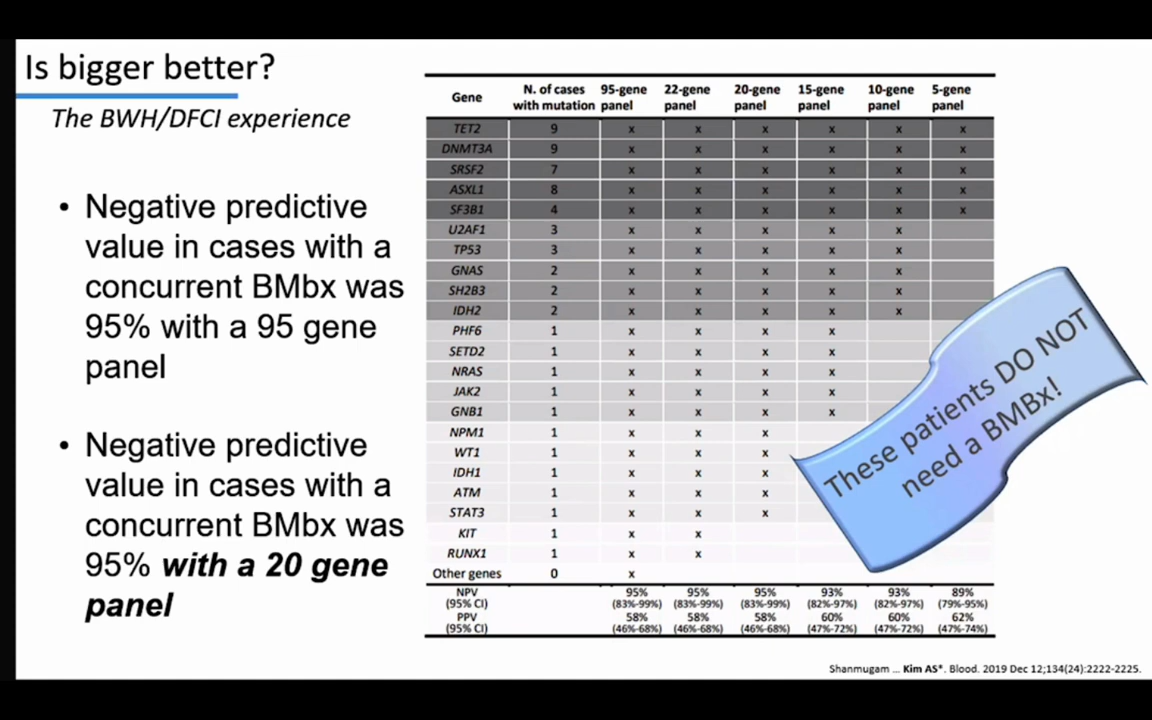 Is bigger better?
The BWH/DFCI experience
• Negative predictive
value in cases with a
concurrent BMbx was
95% with a 95 gene
panel
• Negative predictive
value in cases with a
concurrent BMbx was
95% with a 20 gene
panel
Gene N. of cases with mutation 95-gene panel 22-gene panel 20-gene panel 15-gene panel 10-gene panel 5-gene panel
TET2 9 x x x x x x
DNMT3A 9 x x x x x x
SRSF2 7 x x x x x x
ASXL1 8 x x x x x x
SF3B1 4 x x x x x x
U2AF1 3 x x x x x
TP53 3 x x x x x
GNAS 2 x x x x x
SH2B3 2 x x x x x
IDH2 2 x x x x x
PHF6 1 x x x x
SETD2 1 x x x x
NRAS 1 x x x x
JAK2 1 x x x x
GNB1 1 x x x x
NPM1 1 x x x
WT1 1 x x x
IDH1 1 x x x
ATM 1 x x x
STAT3 1 x x x
KIT 1 x x
RUNX1 1 x x
Other genes 0 x
NPV 95% 95% 95% 93% 93% 89%
(95% CI) (83%-99%) (83%-99%) (83%-99%) (82%-97%) (82%-97%) (79%-95%)
PPV 58% 58% 58% 60% 60% 62%
(95% CI) (46%-68%) (46%-68%) (46%-68%) (47%-72%) (47%-72%) (47%-74%)
These patients DO NOT
need a BMBx!
Shanmugam ... Kim AS*. Blood. 2019 Dec 12;134(24):2222-2225.